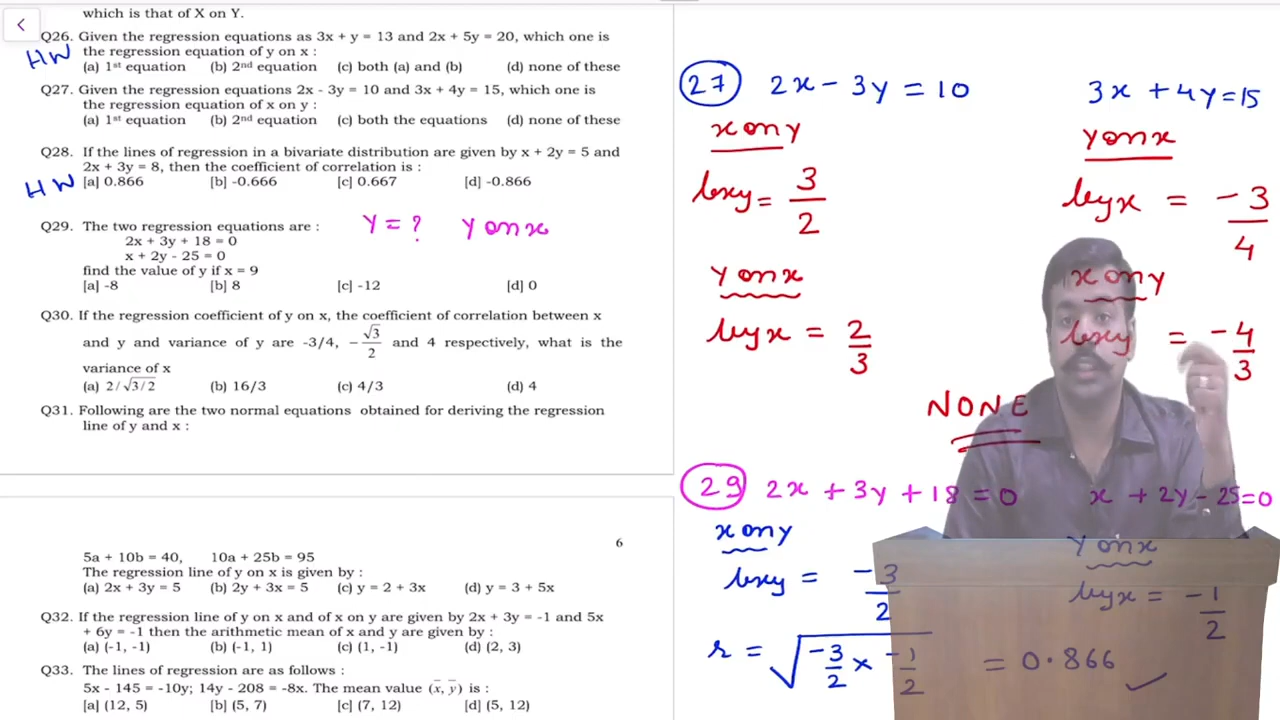 which is that of X on Y.
Q26. Given the regression equations as 3x + y = 13 and 2x + 5y = 20, which one is
the regression equation of y on x :
(a) 1st equation (b) 2nd equation (c) both (a) and (b) (d) none of these
HW
Q27. Given the regression equations 2x - 3y = 10 and 3x + 4y = 15, which one is
the regression equation of x on y :
(a) 1st equation (b) 2nd equation (c) both the equations (d) none of these
Q28. If the lines of regression in a bivariate distribution are given by x + 2y = 5 and
2x + 3y = 8, then the coefficient of correlation is :
HW [a] 0.866 [b] -0.666 [c] 0.667 [d] -0.866
Q29. The two regression equations are : Y = ? Y on x
2x + 3y + 18 = 0
x + 2y - 25 = 0
find the value of y if x = 9
[a] -8 [b] 8 [c] -12 [d] 0
Q30. If the regression coefficient of y on x, the coefficient of correlation between x
and y and variance of y are -3/4, -√3/2 and 4 respectively, what is the
variance of x
(a) 2/√3/2 (b) 16/3 (c) 4/3 (d) 4
Q31. Following are the two normal equations obtained for deriving the regression
line of y and x :
6
5a + 10b = 40, 10a + 25b = 95
The regression line of y on x is given by :
(a) 2x + 3y = 5 (b) 2y + 3x = 5 (c) y = 2 + 3x (d) y = 3 + 5x
Q32. If the regression line of y on x and of x on y are given by 2x + 3y = -1 and 5x
+ 6y = -1 then the arithmetic mean of x and y are given by :
(a) (-1, -1) (b) (-1, 1) (c) (1, -1) (d) (2, 3)
Q33. The lines of regression are as follows :
5x - 145 = -10y; 14y - 208 = -8x. The mean value (x̄, ȳ) is :
[a] (12, 5) [b] (5, 7) [c] (7, 12) [d] (5, 12)
27 2x - 3y = 10 3x + 4y = 15
x on y Y on x
bxy = 3/2 byx = -3/4
Y on x x on y
byx = 2/3 bxy = -4/3
NONE
29 2x + 3y + 18 = 0 x + 2y - 25 = 0
x on y Y on x
bxy = -3/2 byx = -1/2
r = √-3/2 x -1/2 = 0.866